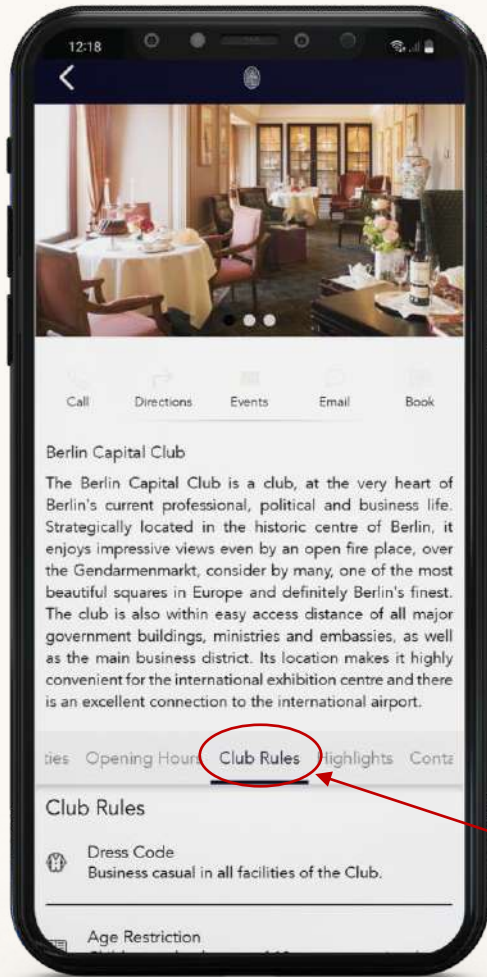 12:18
Call Directions Events Email Book
Berlin Capital Club
The Berlin Capital Club is a club, at the very heart of
Berlin's current professional, political and business life.
Strategically located in the historic centre of Berlin, it
enjoys impressive views even by an open fire place, over
the Gendarmenmarkt, consider by many, one of the most
beautiful squares in Europe and definitely Berlin's finest.
The club is also within easy access distance of all major
government buildings, ministries and embassies, as well
as the main business district. Its location makes it highly
convenient for the international exhibition centre and there
is an excellent connection to the international airport.
ties Opening Hours Club Rules Highlights Conta
Club Rules
Dress Code
Business casual in all facilities of the Club.
Age Restriction